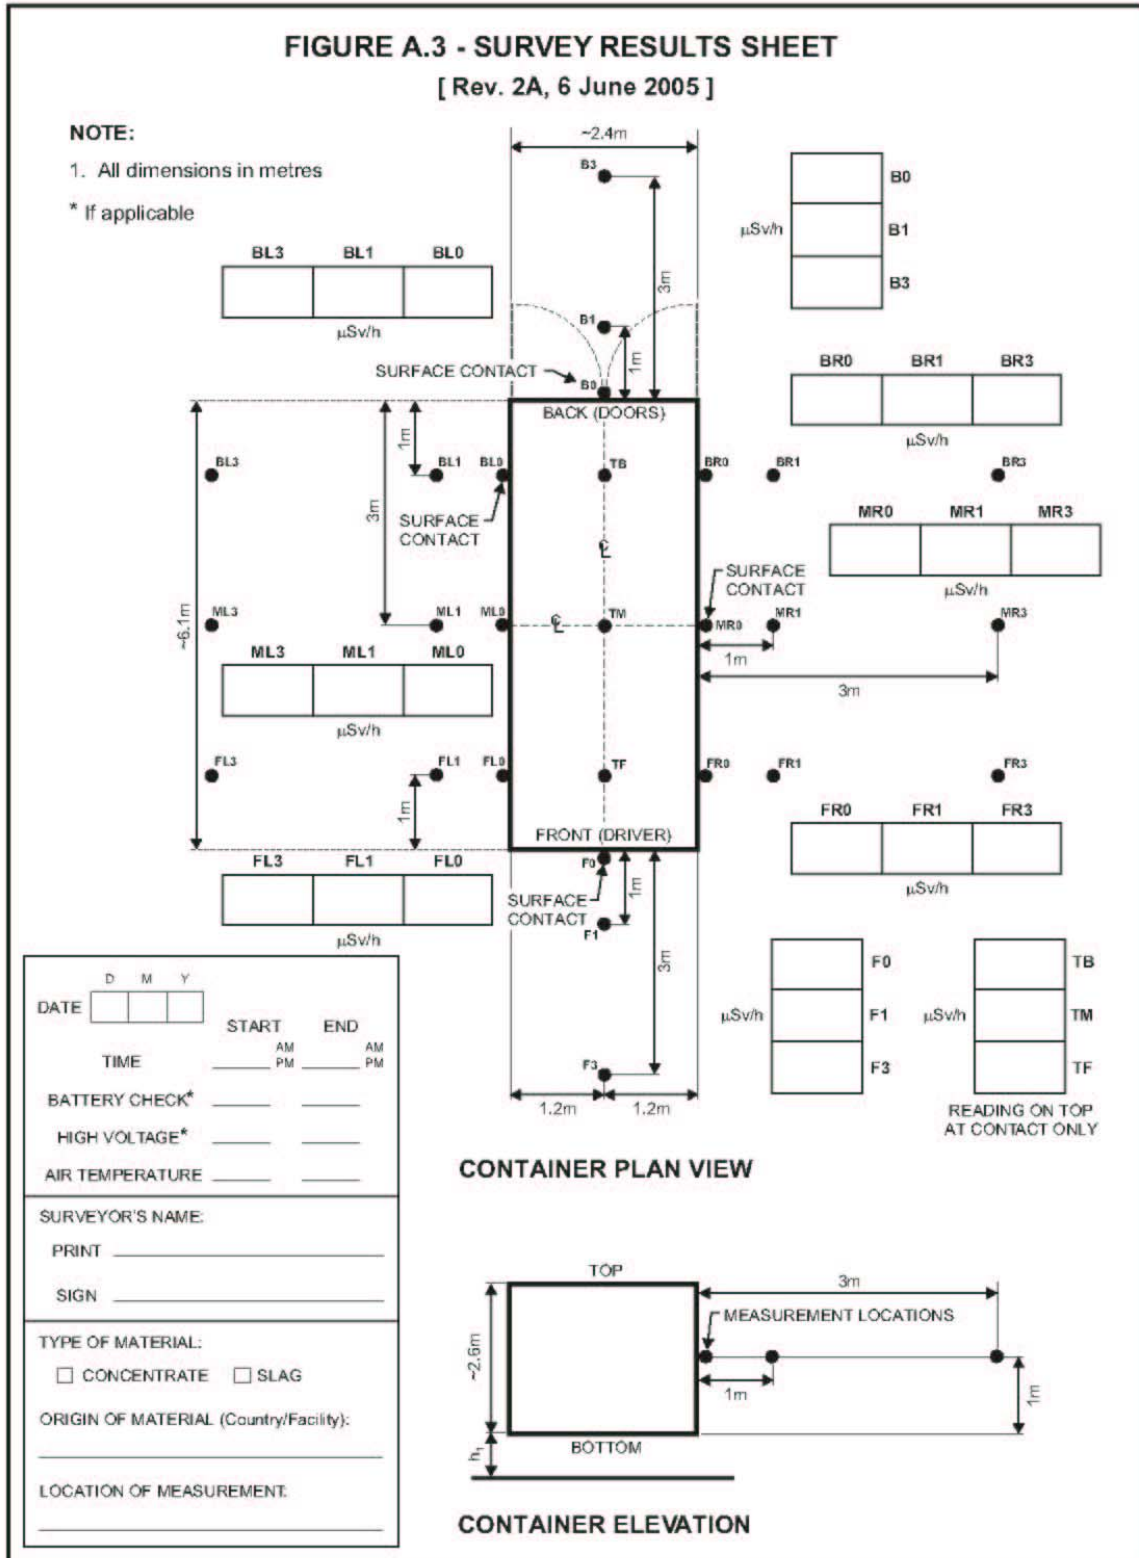 FIGURE A.3 - SURVEY RESULTS SHEET
[ Rev. 2A, 6 June 2005 ]
NOTE:
1. All dimensions in metres
* If applicable
~2.4m
B3
3m
B1
1m
SURFACE CONTACT
B0
BACK (DOORS)
B0
µSv/h
B1
B3
BL3 BL1 BL0
µSv/h
BR0 BR1 BR3
µSv/h
1m
3m
~6.1m
BL3
BL1
BL0
TB
BR0
BR1
BR3
SURFACE
CONTACT
MR0 MR1 MR3
µSv/h
℄
SURFACE
CONTACT
ML3
ML1
ML0
℄
TM
MR0
MR1
MR3
1m
3m
ML3 ML1 ML0
µSv/h
FL3
FL1
FL0
TF
FR0
FR1
FR3
1m
FRONT (DRIVER)
FR0 FR1 FR3
µSv/h
FL3 FL1 FL0
µSv/h
F0
1m
SURFACE
CONTACT
F1
3m
F3
1.2m 1.2m
F0
µSv/h
F1
F3
TB
µSv/h
TM
TF
READING ON TOP
AT CONTACT ONLY
CONTAINER PLAN VIEW
D M Y
DATE
START END
TIME AM PM AM PM
BATTERY CHECK*
HIGH VOLTAGE*
AIR TEMPERATURE
SURVEYOR'S NAME:
PRINT
SIGN
TYPE OF MATERIAL:
CONCENTRATE SLAG
ORIGIN OF MATERIAL (Country/Facility):
LOCATION OF MEASUREMENT:
TOP
3m
MEASUREMENT LOCATIONS
~2.6m
1m
1m
BOTTOM
h₁
CONTAINER ELEVATION